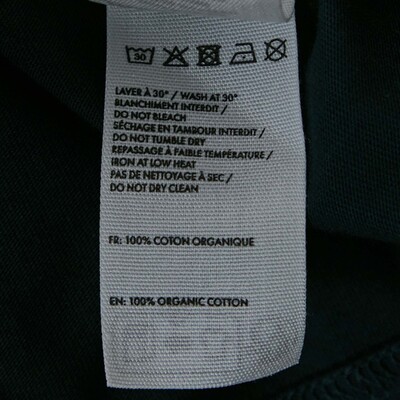 30
LAVER À 30° / WASH AT 30°
BLANCHIMENT INTERDIT /
DO NOT BLEACH
SÉCHAGE EN TAMBOUR INTERDIT /
DO NOT TUMBLE DRY
REPASSAGE À FAIBLE TEMPÉRATURE /
IRON AT LOW HEAT
PAS DE NETTOYAGE À SEC /
DO NOT DRY CLEAN
FR: 100% COTON ORGANIQUE
EN: 100% ORGANIC COTTON